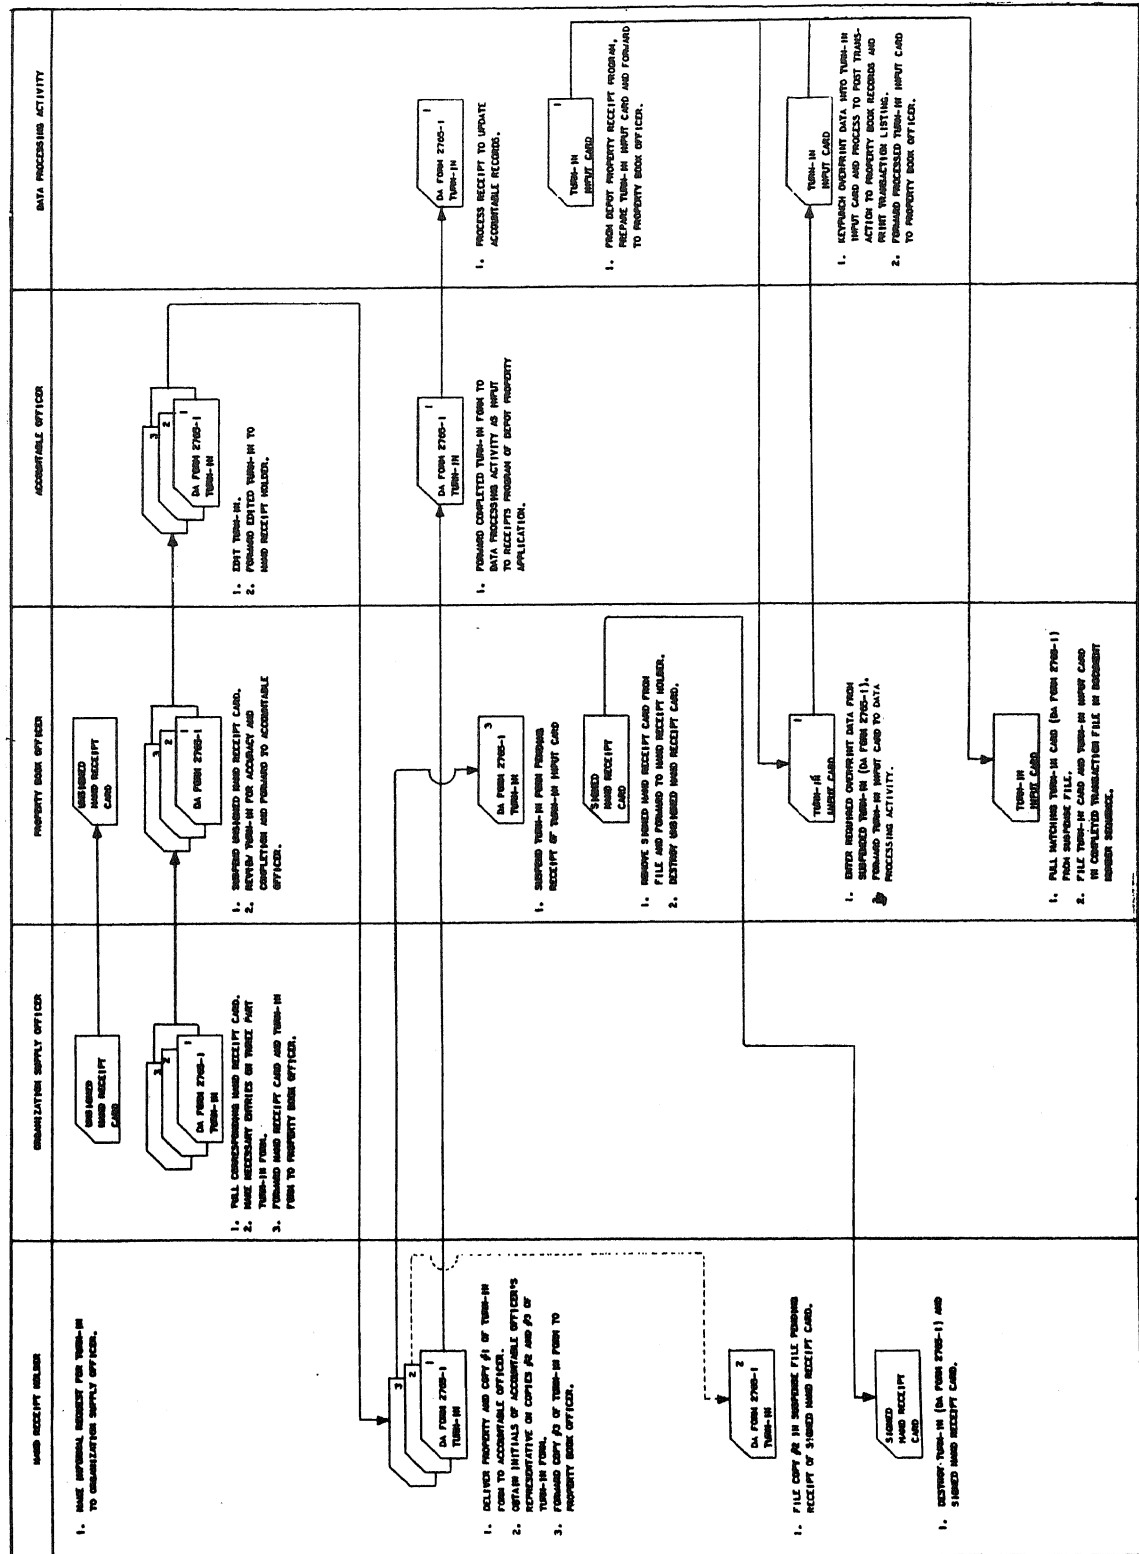 HAND RECEIPT HOLDER
ORGANIZATION SUPPLY OFFICER
PROPERTY BOOK OFFICER
ACCOUNTABLE OFFICER
DATA PROCESSING ACTIVITY
1. MAKE INFORMAL REQUEST FOR TURN-IN
TO ORGANIZATION SUPPLY OFFICER.
UNSIGNED
HAND RECEIPT
CARD
UNSIGNED
HAND RECEIPT
CARD
3
2
1
DA FORM 2765-1
TURN-IN
1. PULL CORRESPONDING HAND RECEIPT CARD.
2. MAKE NECESSARY ENTRIES ON THREE PART
TURN-IN FORM.
3. FORWARD HAND RECEIPT CARD AND TURN-IN
FORM TO PROPERTY BOOK OFFICER.
3
2
1
DA FORM 2765-1
1. SUSPEND UNSIGNED HAND RECEIPT CARD.
2. REVIEW TURN-IN FOR ACCURACY AND
COMPLETION AND FORWARD TO ACCOUNTABLE
OFFICER.
3
2
1
DA FORM 2765-1
TURN-IN
1. EDIT TURN-IN.
2. FORWARD EDITED TURN-IN TO
HAND RECEIPT HOLDER.
3
2
1
DA FORM 2765-1
TURN-IN
1. DELIVER PROPERTY AND COPY #1 OF TURN-IN
FORM TO ACCOUNTABLE OFFICER.
2. OBTAIN INITIALS OF ACCOUNTABLE OFFICER'S
REPRESENTATIVE ON COPIES #2 AND #3 OF
TURN-IN FORM.
3. FORWARD COPY #3 OF TURN-IN FORM TO
PROPERTY BOOK OFFICER.
1
DA FORM 2765-1
TURN-IN
1. FORWARD COMPLETED TURN-IN FORM TO
DATA PROCESSING ACTIVITY AS INPUT
TO RECEIPTS PROGRAM OF DEPOT PROPERTY
APPLICATION.
1
DA FORM 2765-1
TURN-IN
1. PROCESS RECEIPT TO UPDATE
ACCOUNTABLE RECORDS.
3
DA FORM 2765-1
TURN-IN
1. SUSPEND TURN-IN FORM PENDING
RECEIPT OF TURN-IN INPUT CARD
TURN-IN
INPUT CARD
1. FROM DEPOT PROPERTY RECEIPT PROGRAM,
PREPARE TURN-IN INPUT CARD AND FORWARD
TO PROPERTY BOOK OFFICER.
SIGNED
HAND RECEIPT
CARD
1. REMOVE SIGNED HAND RECEIPT CARD FROM
FILE AND FORWARD TO HAND RECEIPT HOLDER.
2. DESTROY UNSIGNED HAND RECEIPT CARD.
2
DA FORM 2765-1
TURN-IN
1. FILE COPY #2 IN SUSPENSE FILE PENDING
RECEIPT OF SIGNED HAND RECEIPT CARD.
1
TURN-IN
INPUT CARD
1. ENTER REQUIRED OVERPRINT DATA FROM
SUSPENDED TURN-IN (DA FORM 2765-1).
FORWARD TURN-IN INPUT CARD TO DATA
PROCESSING ACTIVITY.
TURN-IN
INPUT CARD
1. KEYPUNCH OVERPRINT DATA INTO TURN-IN
INPUT CARD AND PROCESS TO POST TRANS-
ACTION TO PROPERTY BOOK RECORDS AND
PRINT TRANSACTION LISTING.
2. FORWARD PROCESSED TURN-IN INPUT CARD
TO PROPERTY BOOK OFFICER.
SIGNED
HAND RECEIPT
CARD
1. DESTROY TURN-IN (DA FORM 2765-1) AND
SIGNED HAND RECEIPT CARD.
TURN-IN
INPUT CARD
1. PULL MATCHING TURN-IN CARD (DA FORM 2765-1)
FROM SUSPENSE FILE.
2. FILE TURN-IN CARD AND TURN-IN INPUT CARD
IN COMPLETED TRANSACTION FILE IN DOCUMENT
NUMBER SEQUENCE.